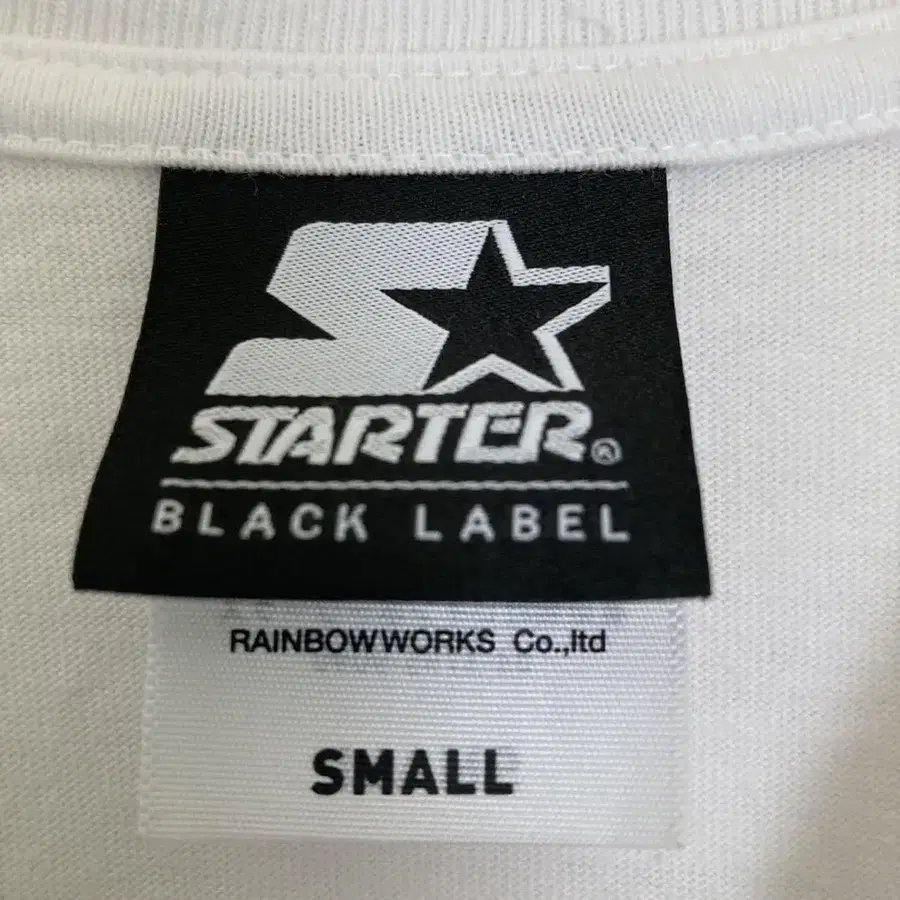 STARTER®
BLACK LABEL
RAINBOWWORKS Co.,ltd
SMALL